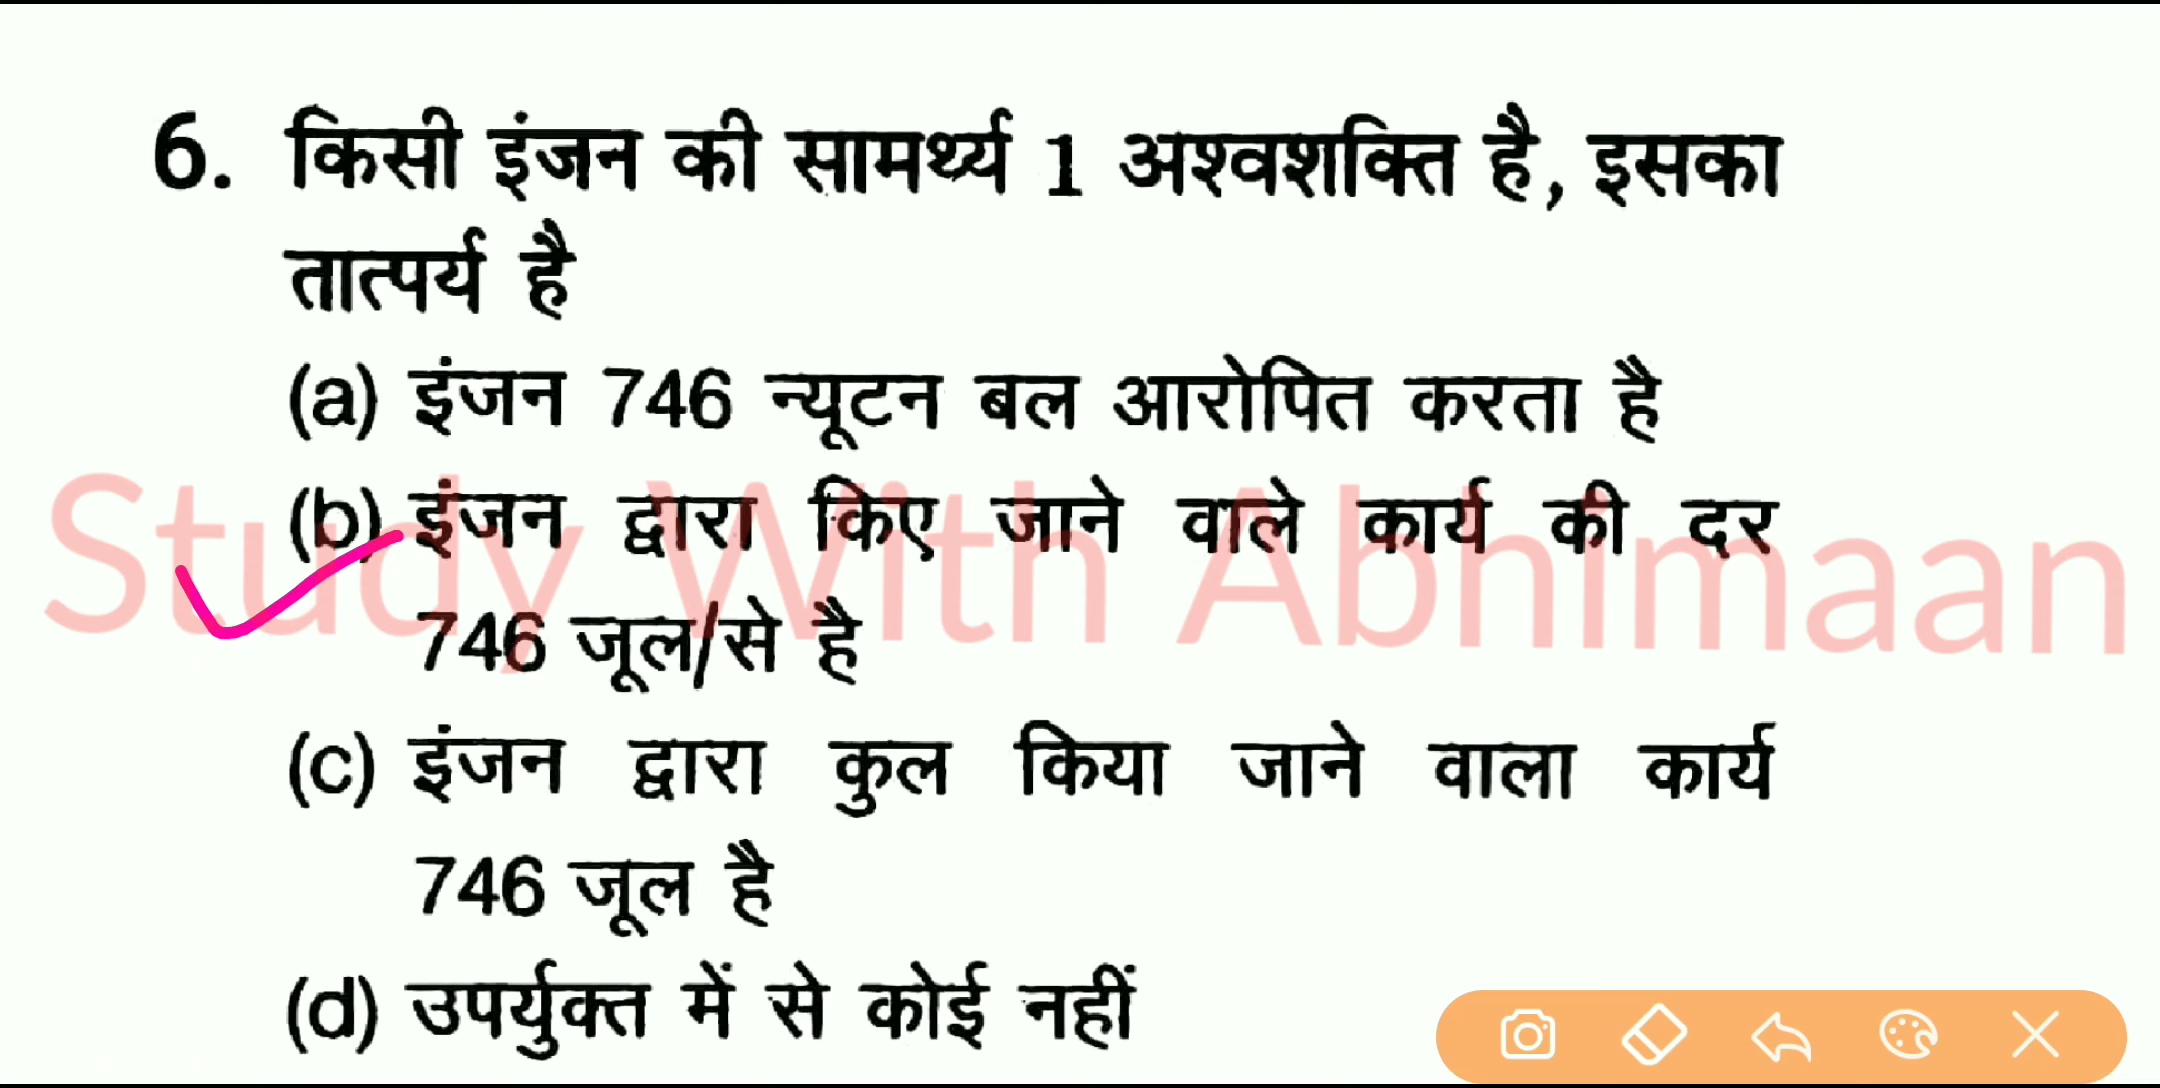 6. किसी इंजन की सामर्थ्य 1 अश्वशक्ति है, इसका
तात्पर्य है
(a) इंजन 746 न्यूटन बल आरोपित करता है
(b) इंजन द्वारा किए जाने वाले कार्य की दर
746 जूल/से है
Study With Abhimaan
(c) इंजन द्वारा कुल किया जाने वाला कार्य
746 जूल है
(d) उपर्युक्त में से कोई नहीं